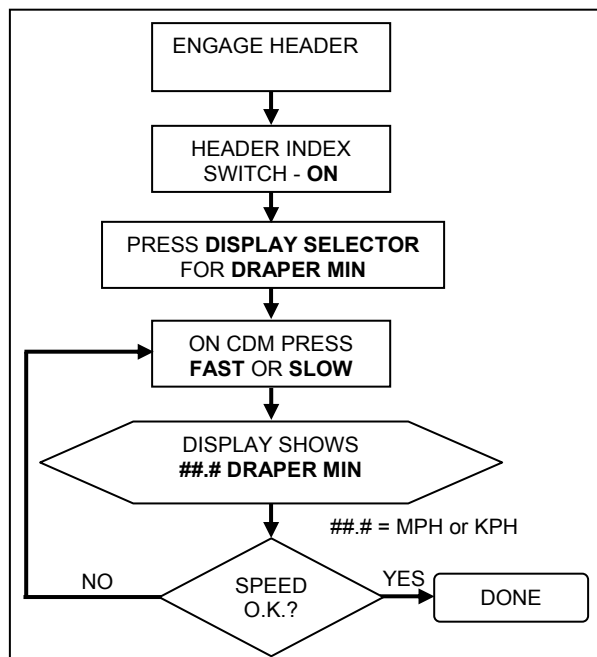 ENGAGE HEADER
HEADER INDEX
SWITCH - ON
PRESS DISPLAY SELECTOR
FOR DRAPER MIN
ON CDM PRESS
FAST OR SLOW
DISPLAY SHOWS
##.# DRAPER MIN
##.# = MPH or KPH
NO
SPEED
O.K.?
YES
DONE